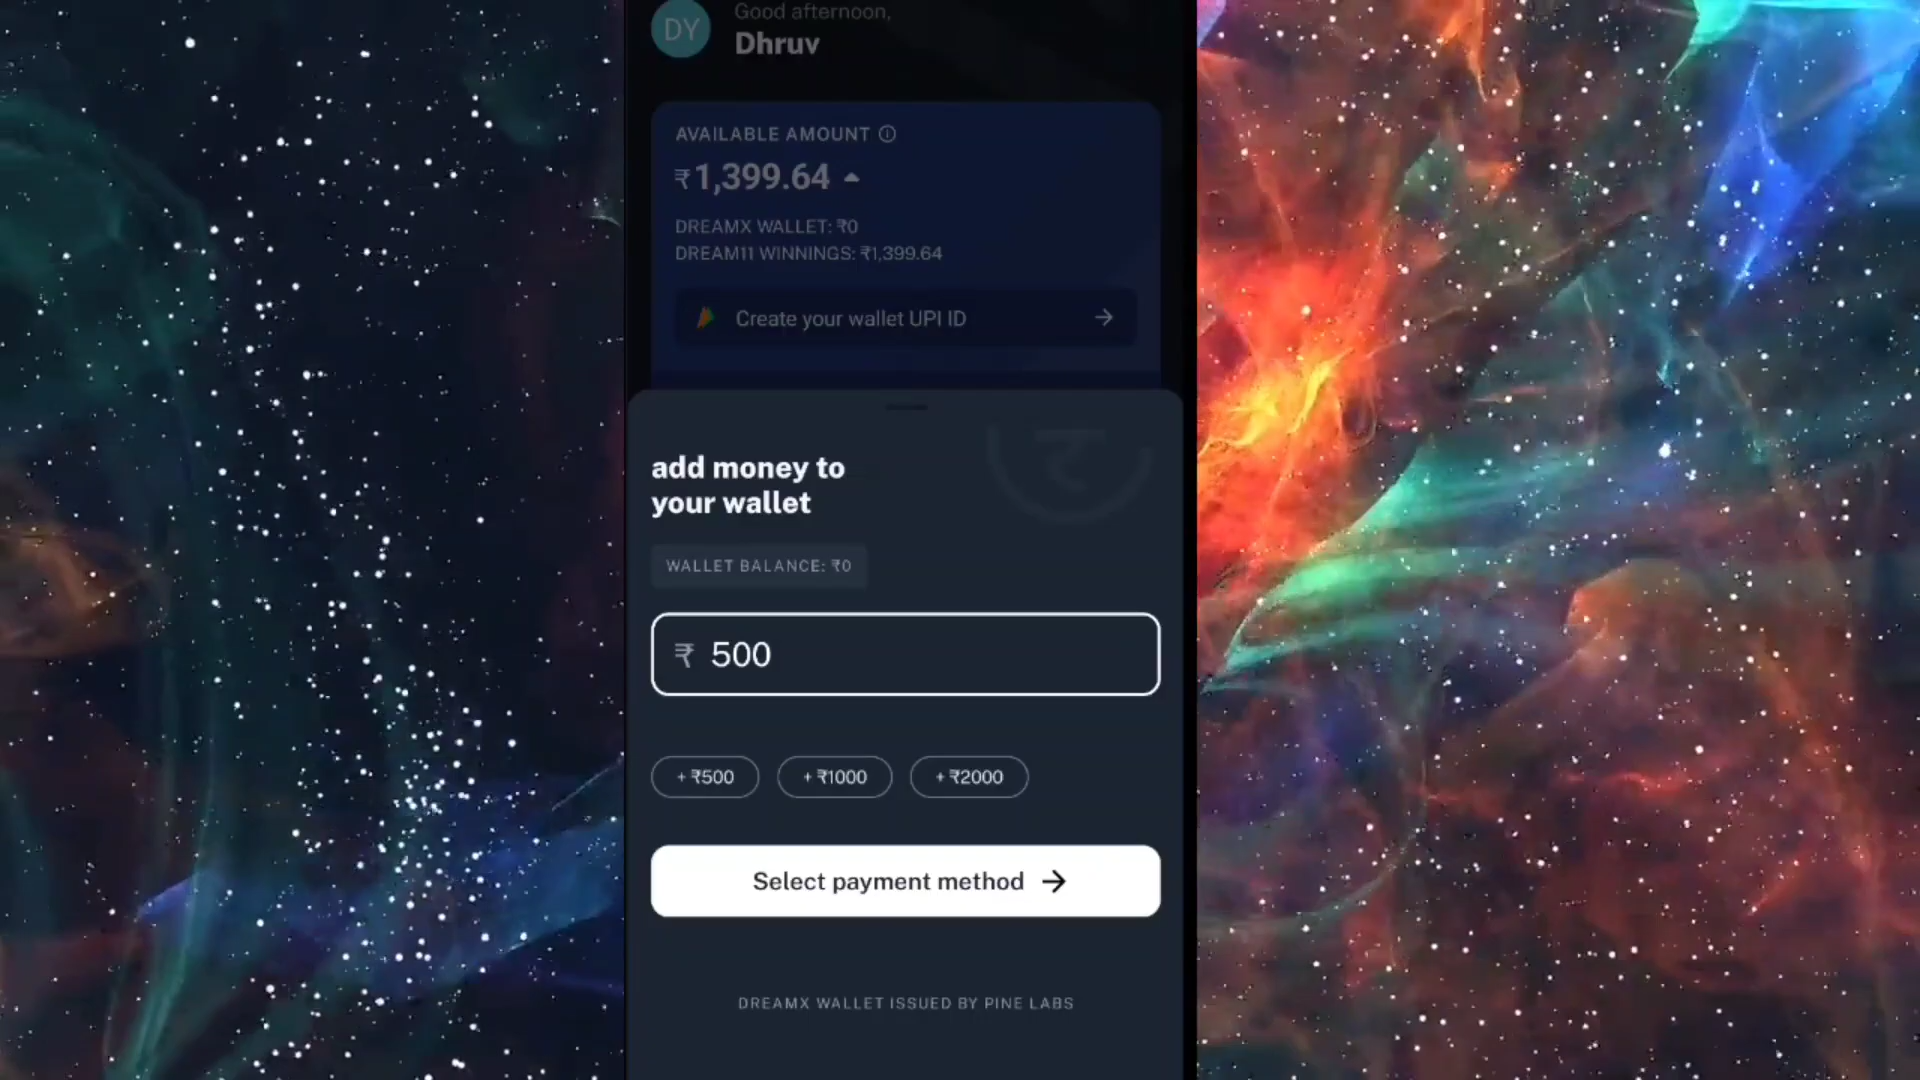 DY
Good afternoon,
Dhruv
AVAILABLE AMOUNT
₹1,399.64
DREAMX WALLET: ₹0
DREAM11 WINNINGS: ₹1,399.64
Create your wallet UPI ID
₹
add money to
your wallet
WALLET BALANCE: ₹0
₹ 500
+ ₹500 + ₹1000 + ₹2000
Select payment method
DREAMX WALLET ISSUED BY PINE LABS